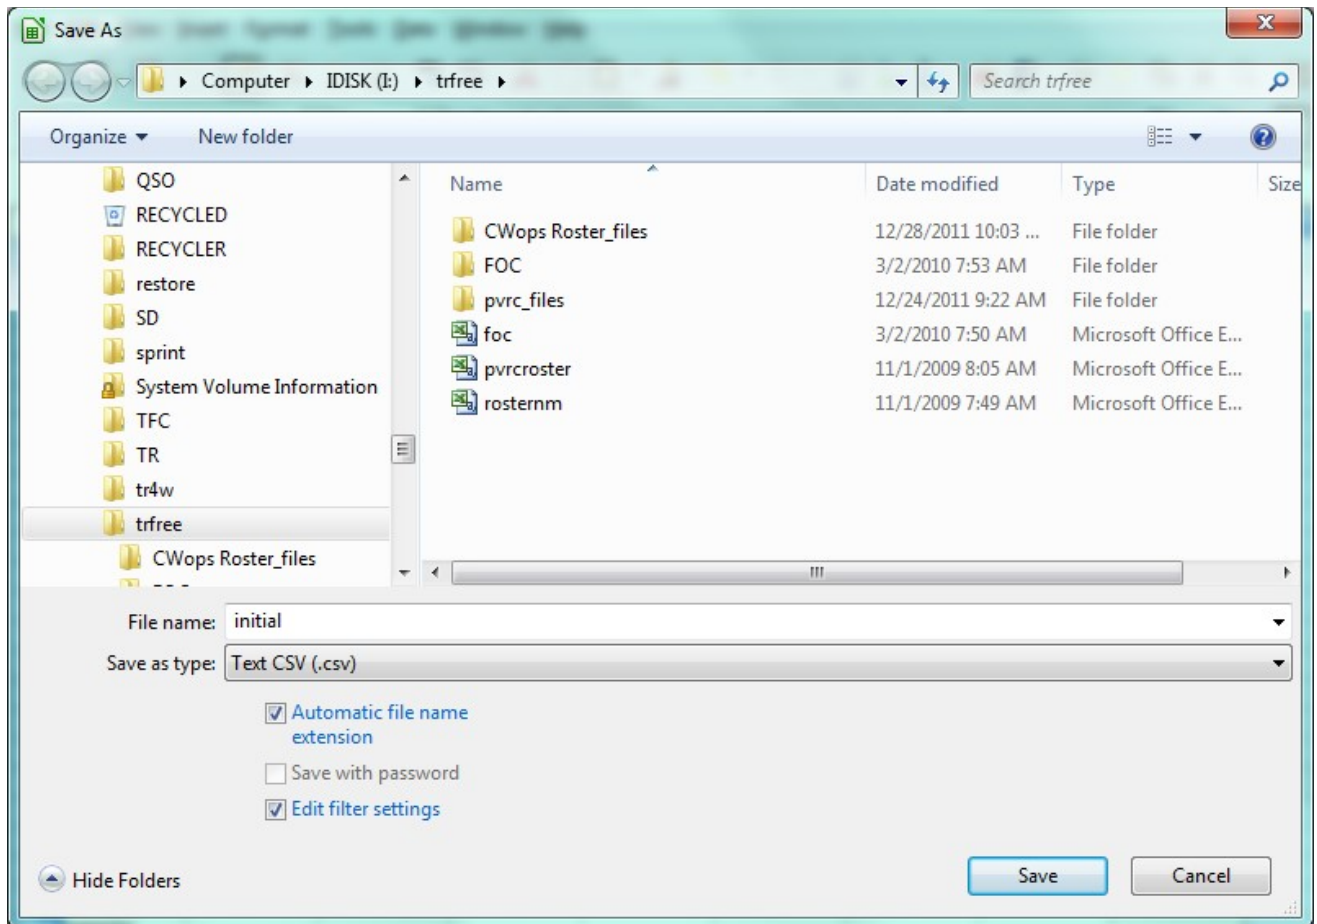 Save As
Computer IDISK (I:) trfree Search trfree
Organize New folder
QSO
RECYCLED
RECYCLER
restore
SD
sprint
System Volume Information
TFC
TR
tr4w
trfree
CWops Roster_files
Name Date modified Type Size
CWops Roster_files 12/28/2011 10:03 ... File folder
FOC 3/2/2010 7:53 AM File folder
pvrc_files 12/24/2011 9:22 AM File folder
foc 3/2/2010 7:50 AM Microsoft Office E...
pvrcroster 11/1/2009 8:05 AM Microsoft Office E...
rosternm 11/1/2009 7:49 AM Microsoft Office E...
File name: initial
Save as type: Text CSV (.csv)
Automatic file name
extension
Save with password
Edit filter settings
Hide Folders Save Cancel